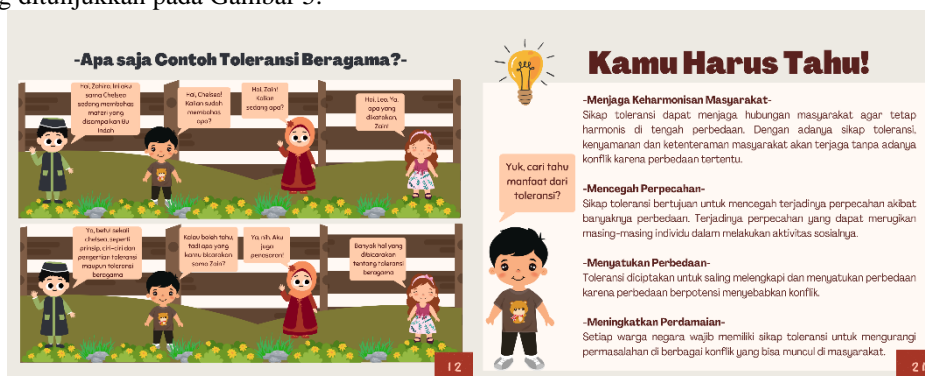 ng ditunjukkan pada Gambar 3.
-Apa saja Contoh Toleransi Beragama?-
Hai, Zahira. Ini aku
sama Chelsea
sedang membahas
materi yang
disampaikan Bu
Indah
Hai, Chelsea!
Kalian sudah
membahas
apa?
Hai, Zain!
Kalian
sedang apa?
Hai, Leo. Ya,
apa yang
dikatakan,
Zain!
Ya, betul sekali
chelsea, seperti
prinsip, ciri-ciri dan
pengertian toleransi
maupun toleransi
beragama
Kalau boleh tahu,
tadi apa yang
kamu bicarakan
sama Zain?
Ya, nih. Aku
juga
penasaran!
Banyak hal yang
dibicarakan
tentang toleransi
beragama
12
Kamu Harus Tahu!
Yuk, cari tahu
manfaat dari
toleransi?
-Menjaga Keharmonisan Masyarakat-
Sikap toleransi dapat menjaga hubungan masyarakat agar tetap
harmonis di tengah perbedaan. Dengan adanya sikap toleransi,
kenyamanan dan ketenteraman masyarakat akan terjaga tanpa adanya
konflik karena perbedaan tertentu.
-Mencegah Perpecahan-
Sikap toleransi bertujuan untuk mencegah terjadinya perpecahan akibat
banyaknya perbedaan. Terjadinya perpecahan yang dapat merugikan
masing-masing individu dalam melakukan aktivitas sosialnya.
-Menyatukan Perbedaan-
Toleransi diciptakan untuk saling melengkapi dan menyatukan perbedaan
karena perbedaan berpotensi menyebabkan konflik.
-Meningkatkan Perdamaian-
Setiap warga negara wajib memiliki sikap toleransi untuk mengurangi
permasalahan di berbagai konflik yang bisa muncul di masyarakat.